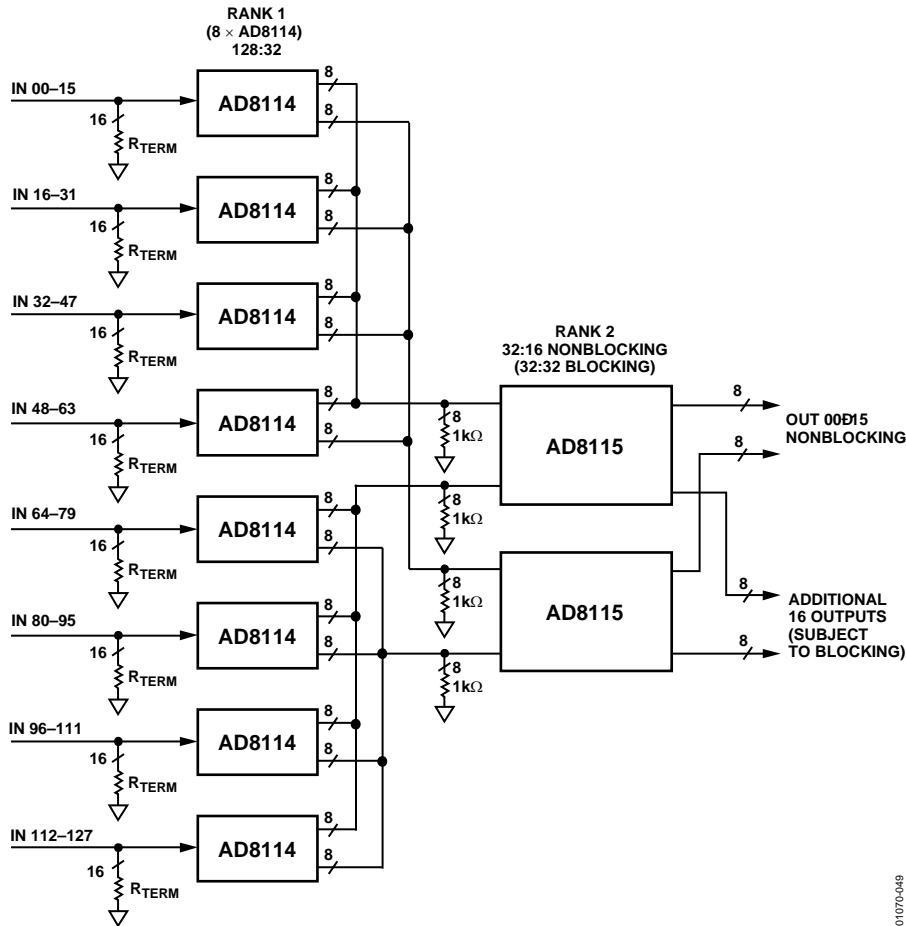 RANK 1
(8 × AD8114)
128:32
IN 00–15
16
RTERM
AD8114
8
8
IN 16–31
16
RTERM
AD8114
8
8
IN 32–47
16
RTERM
AD8114
8
8
IN 48–63
16
RTERM
AD8114
8
8
IN 64–79
16
RTERM
AD8114
8
8
IN 80–95
16
RTERM
AD8114
8
8
IN 96–111
16
RTERM
AD8114
8
8
IN 112–127
16
RTERM
AD8114
8
8
RANK 2
32:16 NONBLOCKING
(32:32 BLOCKING)
8
1kΩ
8
1kΩ
AD8115
8
1kΩ
8
1kΩ
AD8115
8
8
OUT 00Ð15
NONBLOCKING
8
8
ADDITIONAL
16 OUTPUTS
(SUBJECT
TO BLOCKING)
01070-049